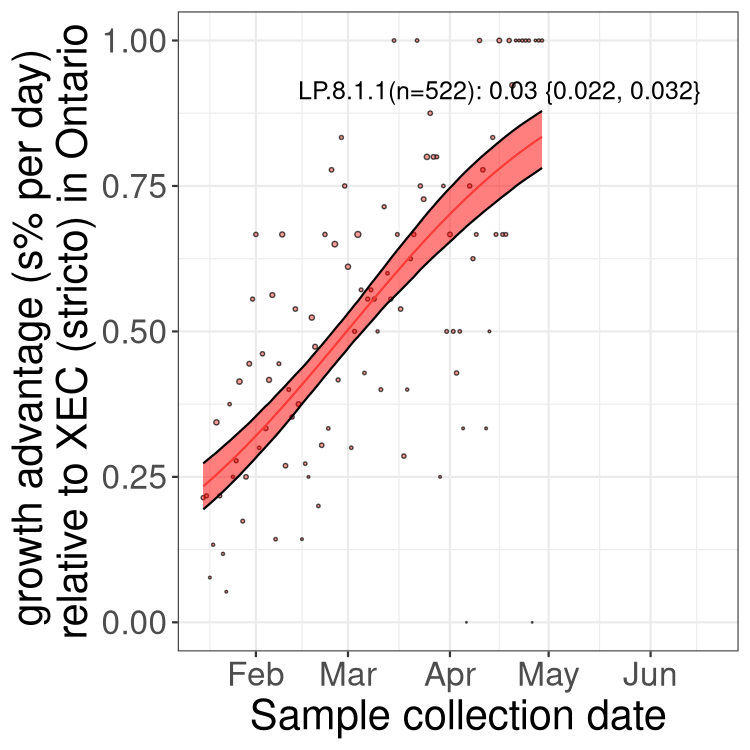 growth advantage (s% per day)
relative to XEC (stricto) in Ontario
1.00
0.75
0.50
0.25
0.00
LP.8.1.1(n=522): 0.03 {0.022, 0.032}
Feb Mar Apr May Jun
Sample collection date